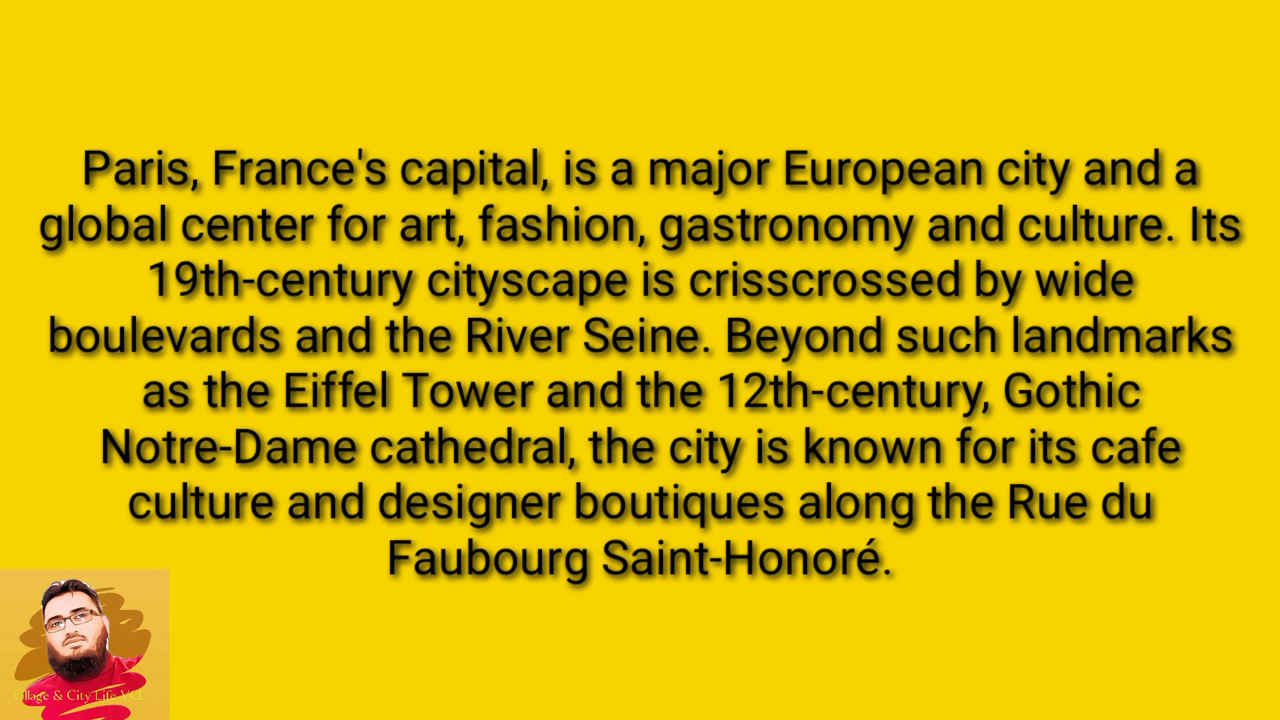 Paris, France's capital, is a major European city and a
global center for art, fashion, gastronomy and culture. Its
19th-century cityscape is crisscrossed by wide
boulevards and the River Seine. Beyond such landmarks
as the Eiffel Tower and the 12th-century, Gothic
Notre-Dame cathedral, the city is known for its cafe
culture and designer boutiques along the Rue du
Faubourg Saint-Honoré.
Village & City Life VCL